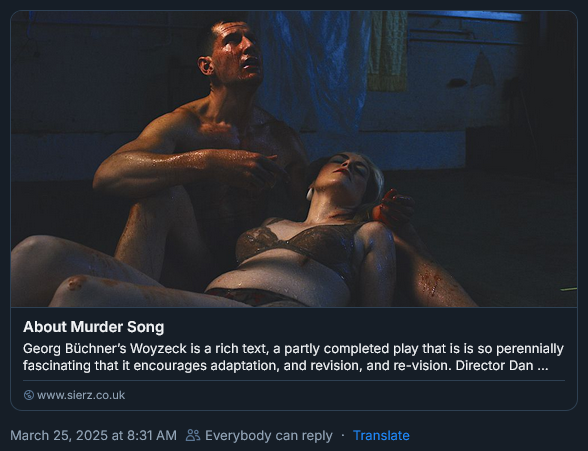 About Murder Song
Georg Büchner’s Woyzeck is a rich text, a partly completed play that is is so perennially
fascinating that it encourages adaptation, and revision, and re-vision. Director Dan ...
www.sierz.co.uk
March 25, 2025 at 8:31 AM Everybody can reply · Translate